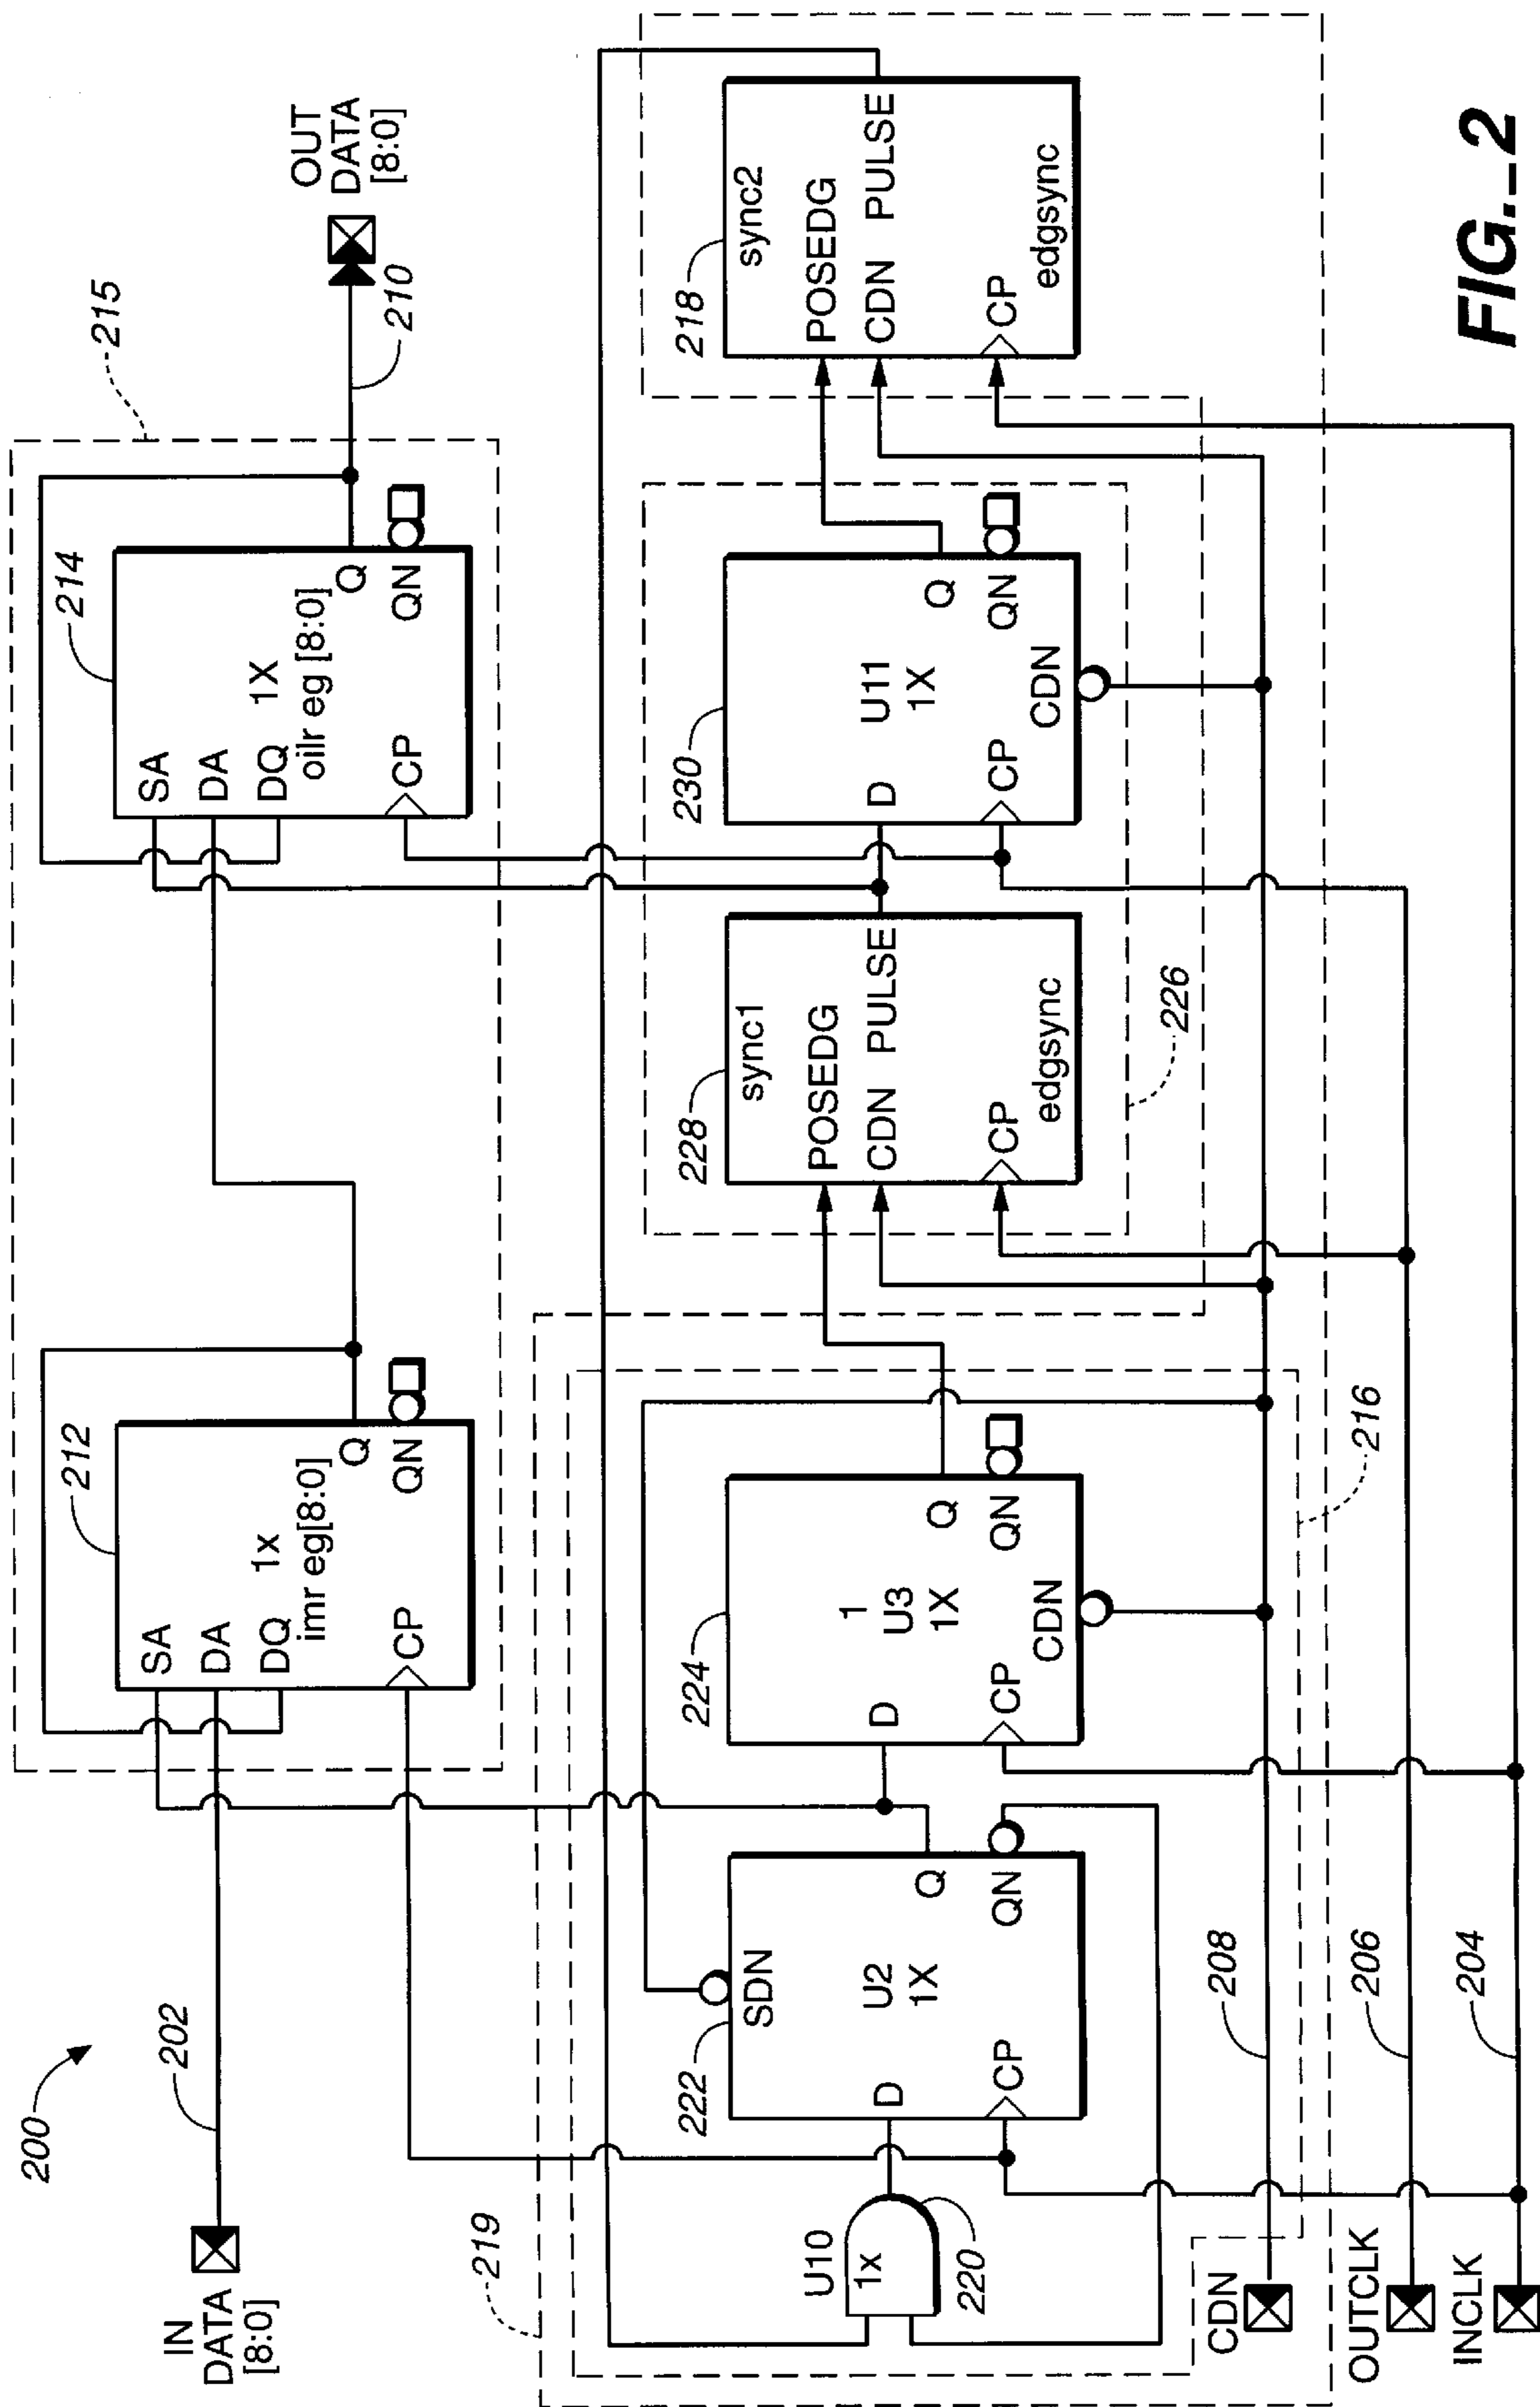 200
IN
DATA
[8:0]
202
212
SA
DA
DQ
1x
imr eg[8:0]
CP
Q
QN
214
SA
DA
DQ
1X
oilr eg [8:0]
CP
Q
QN
215
210
OUT
DATA
[8:0]
219
U10
1x
220
222
SDN
D
U2
1X
CP
Q
QN
224
D
1
U3
1X
CP
CDN
Q
QN
216
228
sync1
POSEDG
CDN PULSE
CP
edgsync
226
230
D
U11
1X
CP
CDN
Q
QN
218
sync2
POSEDG
CDN PULSE
CP
edgsync
CDN
208
OUTCLK
206
INCLK
204
FIG._2